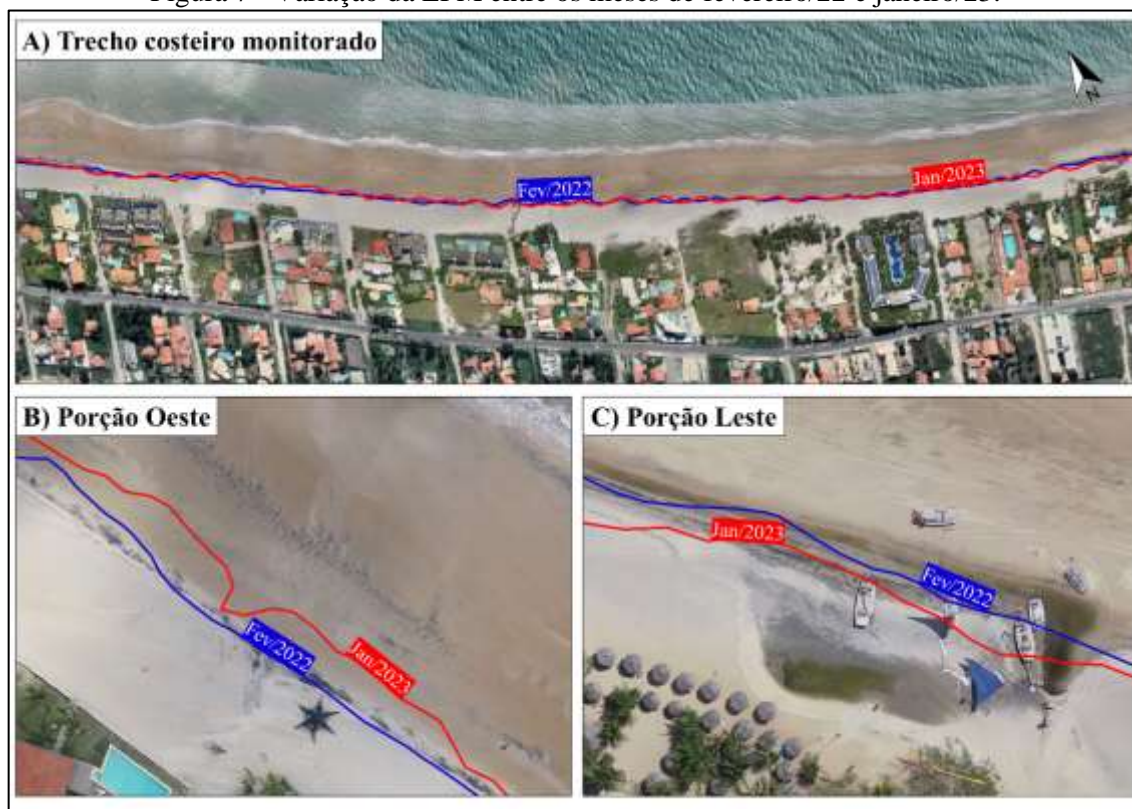 Figura – Variação da LPM entre os meses de fevereiro/22 e janeiro/23.
A) Trecho costeiro monitorado
N
Fev/2022
Jan/2023
B) Porção Oeste
Fev/2022
Jan/2023
C) Porção Leste
Jan/2023
Fev/2022